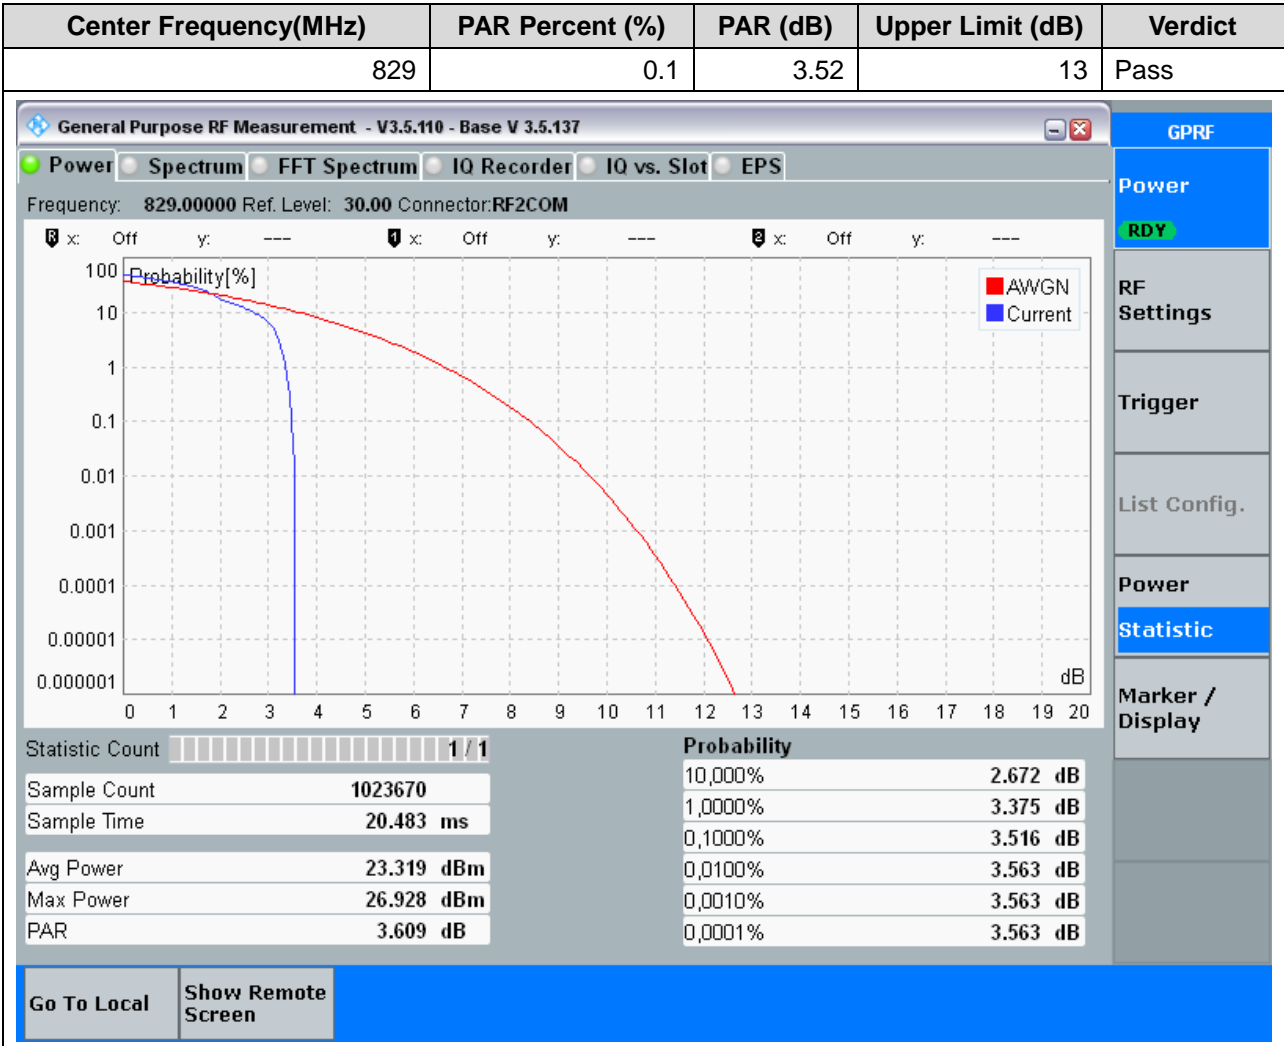 Center Frequency(MHz) PAR Percent (%) PAR (dB) Upper Limit (dB) Verdict
829 0.1 3.52 13 Pass
General Purpose RF Measurement - V3.5.110 - Base V 3.5.137
GPRF
Power Spectrum FFT Spectrum IQ Recorder IQ vs. Slot EPS
Power
RDY
Frequency: 829.00000 Ref. Level: 30.00 Connector:RF2COM
R x: Off y: --- 1 x: Off y: --- 2 x: Off y: ---
Probability[%]
100
10
1
0.1
0.01
0.001
0.0001
0.00001
0.000001
AWGN
Current
dB
0 1 2 3 4 5 6 7 8 9 10 11 12 13 14 15 16 17 18 19 20
RF
Settings
Trigger
List Config.
Power
Statistic
Marker /
Display
Statistic Count 1 / 1
Sample Count 1023670
Sample Time 20.483 ms
Avg Power 23.319 dBm
Max Power 26.928 dBm
PAR 3.609 dB
Probability
10,000% 2.672 dB
1,0000% 3.375 dB
0,1000% 3.516 dB
0,0100% 3.563 dB
0,0010% 3.563 dB
0,0001% 3.563 dB
Go To Local
Show Remote
Screen